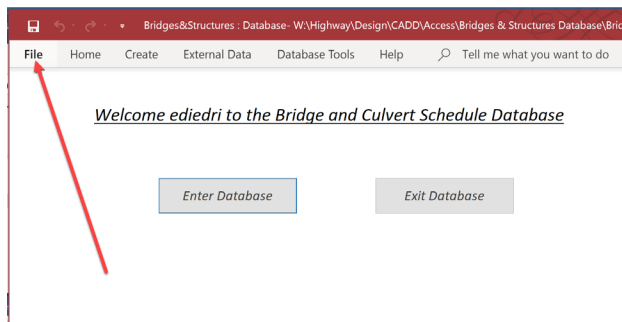 Bridges&Structures : Database- W:\Highway\Design\CADD\Access\Bridges & Structures Database\Bric
File Home Create External Data Database Tools Help Tell me what you want to do
Welcome ediedri to the Bridge and Culvert Schedule Database
Enter Database Exit Database